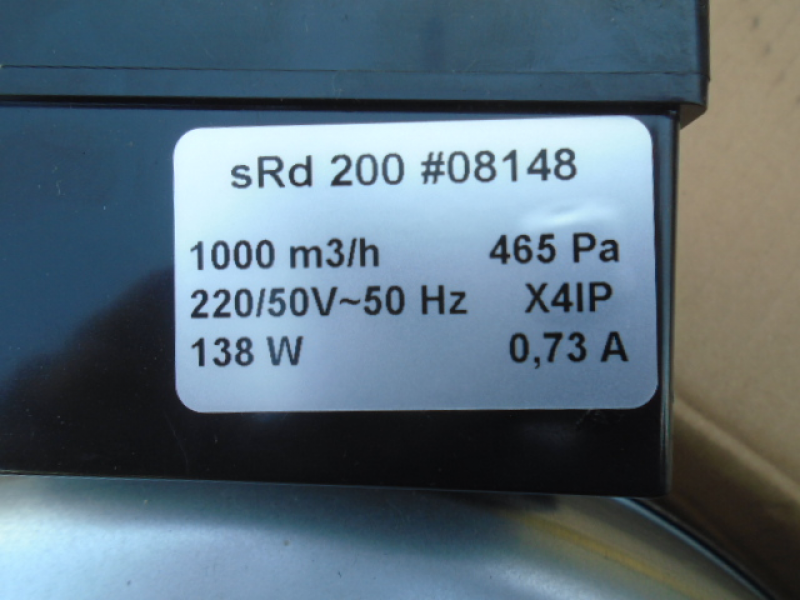 sRd 200 #08148
1000 m3/h 465 Pa
220/50V~50 Hz X4IP
138 W 0,73 A